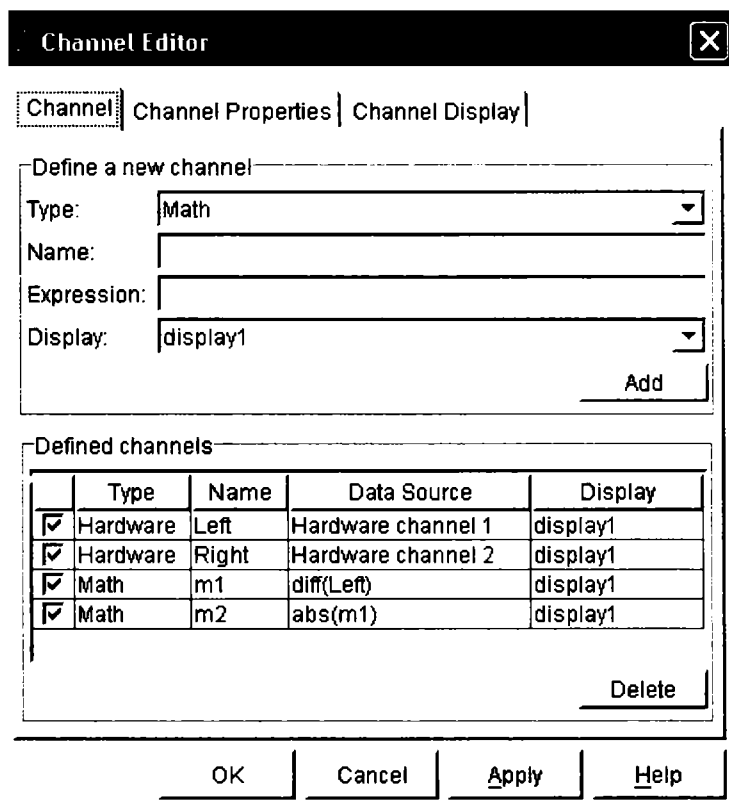 Channel Editor
Channel Channel Properties Channel Display
Define a new channel
Type: Math
Name:
Expression:
Display: display1
Add
Defined channels
Type Name Data Source Display
Hardware Left Hardware channel 1 display1
Hardware Right Hardware channel 2 display1
Math m1 diff(Left) display1
Math m2 abs(m1) display1
Delete
OK Cancel Apply Help